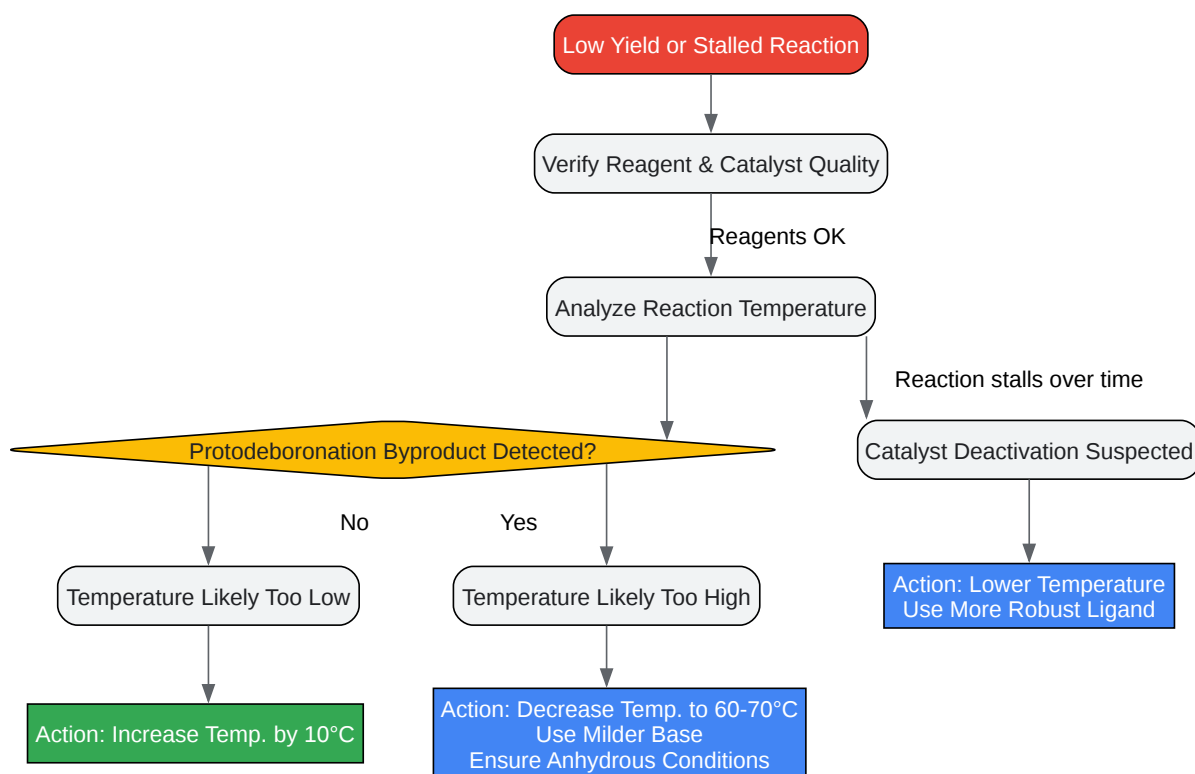 Low Yield or Stalled Reaction
Verify Reagent & Catalyst Quality
Reagents OK
Analyze Reaction Temperature
Reaction stalls over time
Protodeboronation Byproduct Detected?
Catalyst Deactivation Suspected
No
Yes
Temperature Likely Too Low
Temperature Likely Too High
Action: Lower Temperature
Use More Robust Ligand
Action: Increase Temp. by 10°C
Action: Decrease Temp. to 60-70°C
Use Milder Base
Ensure Anhydrous Conditions